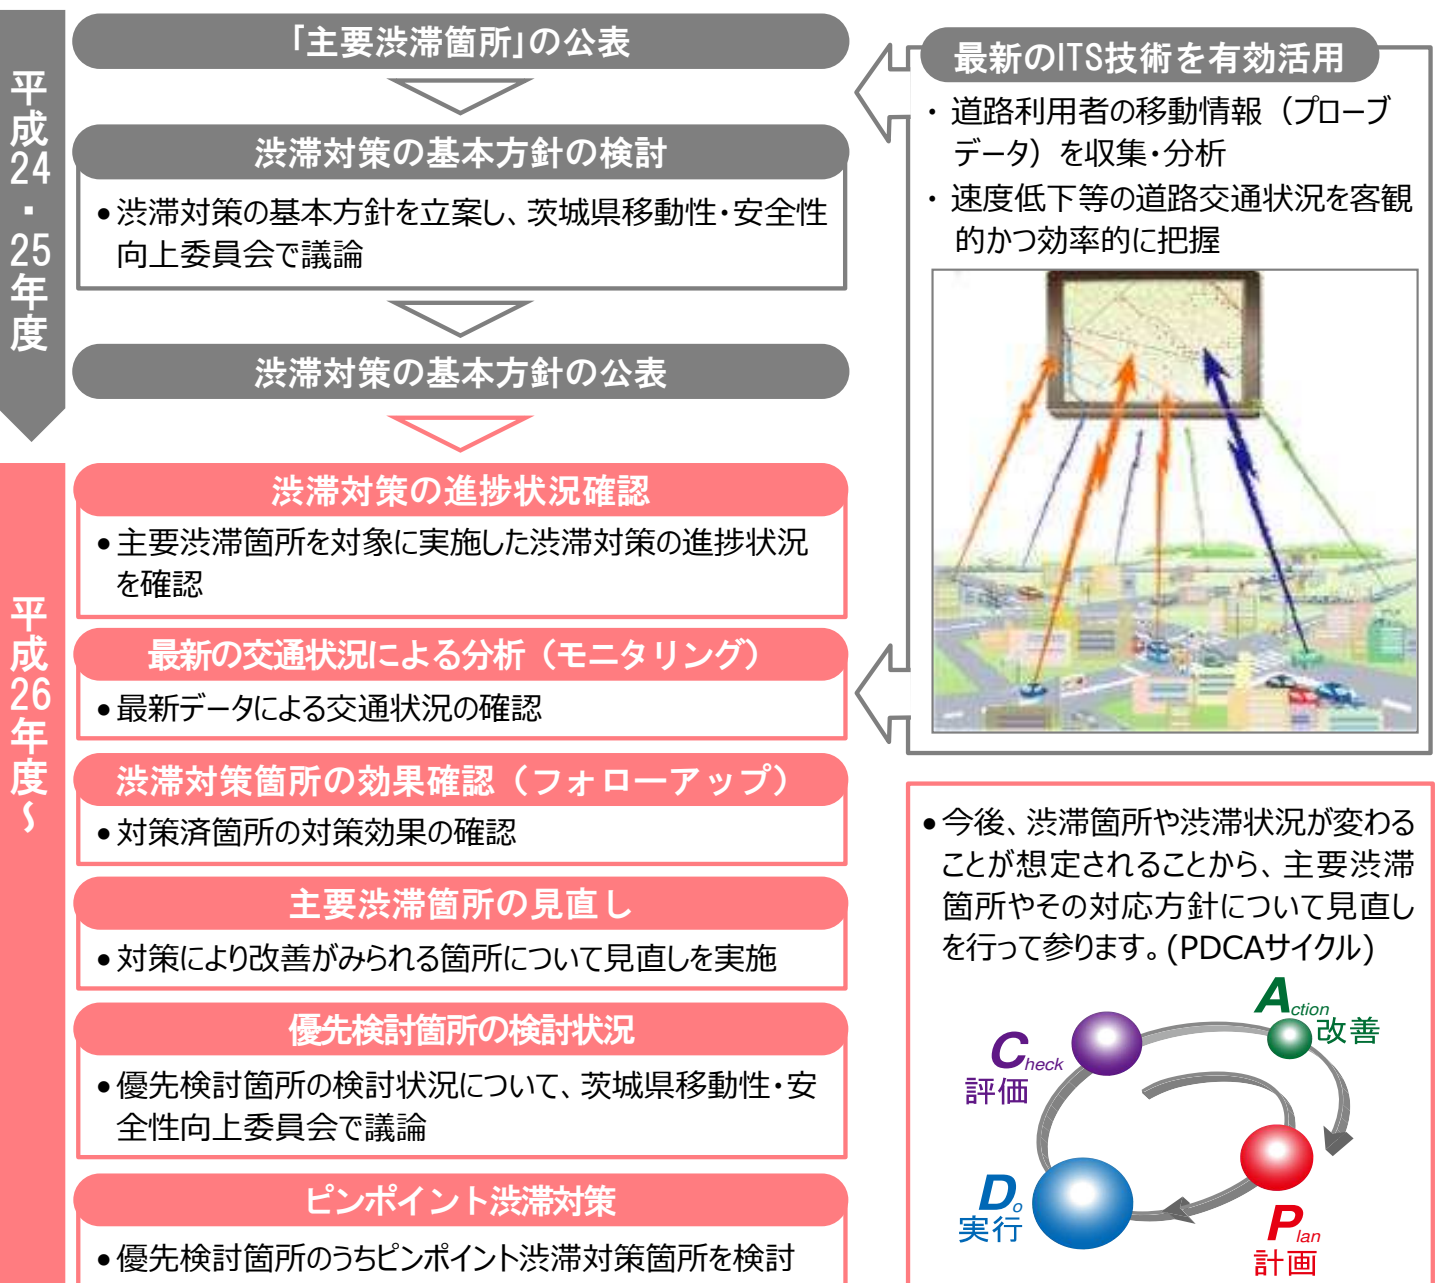 平成24・25年度
「主要渋滞箇所」の公表
渋滞対策の基本方針の検討
●渋滞対策の基本方針を立案し、茨城県移動性・安全性
向上委員会で議論
渋滞対策の基本方針の公表
平成26年度～
渋滞対策の進捗状況確認
●主要渋滞箇所を対象に実施した渋滞対策の進捗状況
を確認
最新の交通状況による分析（モニタリング）
●最新データによる交通状況の確認
渋滞対策箇所の効果確認（フォローアップ）
●対策済箇所の対策効果の確認
主要渋滞箇所の見直し
●対策により改善がみられる箇所について見直しを実施
優先検討箇所の検討状況
●優先検討箇所の検討状況について、茨城県移動性・安
全性向上委員会で議論
ピンポイント渋滞対策
●優先検討箇所のうちピンポイント渋滞対策箇所を検討
最新のITS技術を有効活用
・道路利用者の移動情報（プローブ
データ）を収集・分析
・速度低下等の道路交通状況を客観
的かつ効率的に把握
●今後、渋滞箇所や渋滞状況が変わる
ことが想定されることから、主要渋滞
箇所やその対応方針について見直し
を行って参ります。(PDCAサイクル)
Action
改善
Check
評価
Do
実行
Plan
計画